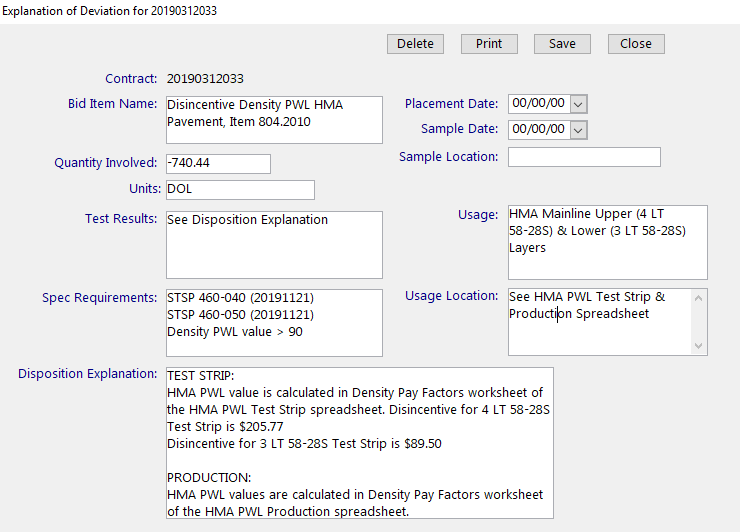 Explanation of Deviation for 20190312033
Delete Print Save Close
Contract: 20190312033
Bid Item Name: Disincentive Density PWL HMA
Pavement, Item 804.2010
Placement Date: 00/00/00
Sample Date: 00/00/00
Quantity Involved: -740.44
Sample Location:
Units: DOL
Test Results: See Disposition Explanation
Usage: HMA Mainline Upper (4 LT
58-28S) & Lower (3 LT 58-28S)
Layers
Spec Requirements: STSP 460-040 (20191121)
STSP 460-050 (20191121)
Density PWL value > 90
Usage Location: See HMA PWL Test Strip &
Production Spreadsheet
Disposition Explanation: TEST STRIP:
HMA PWL value is calculated in Density Pay Factors worksheet of
the HMA PWL Test Strip spreadsheet. Disincentive for 4 LT 58-28S
Test Strip is $205.77
Disincentive for 3 LT 58-28S Test Strip is $89.50
PRODUCTION:
HMA PWL values are calculated in Density Pay Factors worksheet
of the HMA PWL Production spreadsheet.